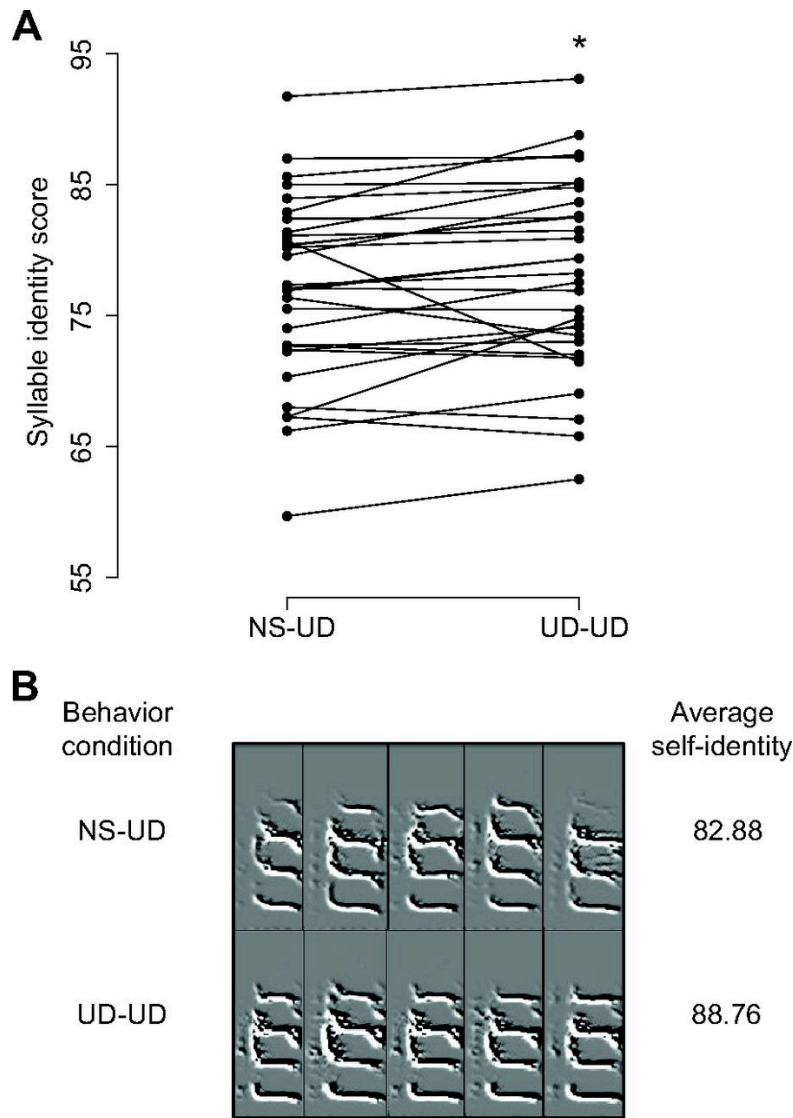 A
*
95
85
75
65
55
Syllable identity score
NS-UD UD-UD
B
Behavior condition
Average self-identity
NS-UD 82.88
UD-UD 88.76